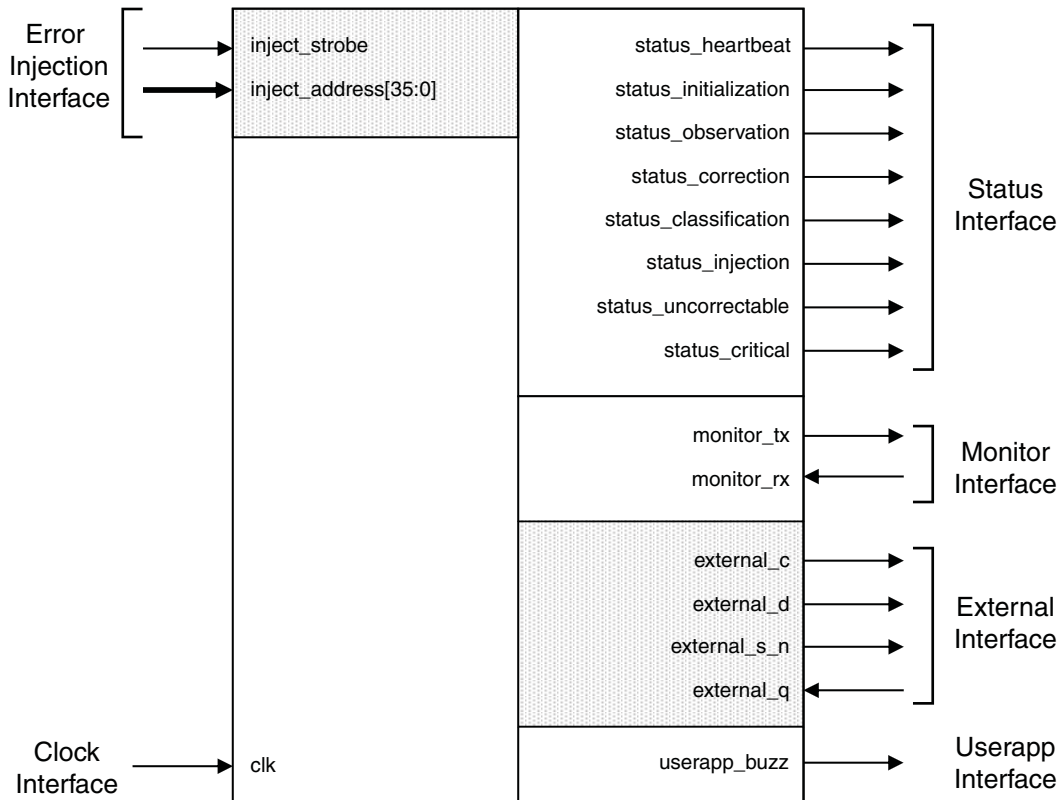 Error
Injection
Interface
inject_strobe
inject_address[35:0]
status_heartbeat
status_initialization
status_observation
status_correction
status_classification
status_injection
status_uncorrectable
status_critical
Status
Interface
monitor_tx
monitor_rx
Monitor
Interface
external_c
external_d
external_s_n
external_q
External
Interface
Clock
Interface
clk
userapp_buzz
Userapp
Interface